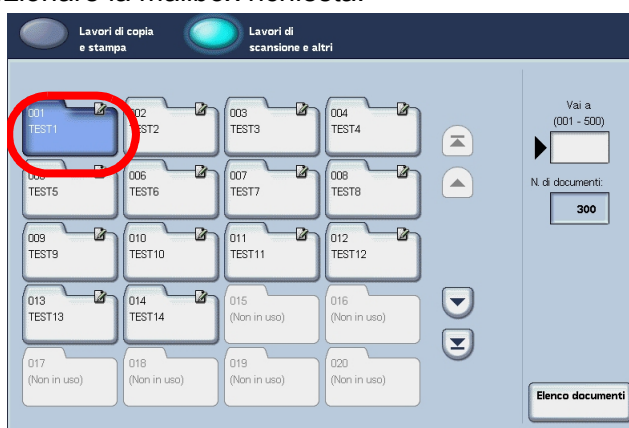 Lavori di copia
e stampa
Lavori di
scansione e altri
001
TEST1
002
TEST2
003
TEST3
004
TEST4
TEST5
006
TEST6
007
TEST7
008
TEST8
009
TEST9
010
TEST10
011
TEST11
012
TEST12
013
TEST13
014
TEST14
015
(Non in uso)
016
(Non in uso)
017
(Non in uso)
018
(Non in uso)
019
(Non in uso)
020
(Non in uso)
Vai a
(001 - 500)
N. di documenti:
300
Elenco documenti